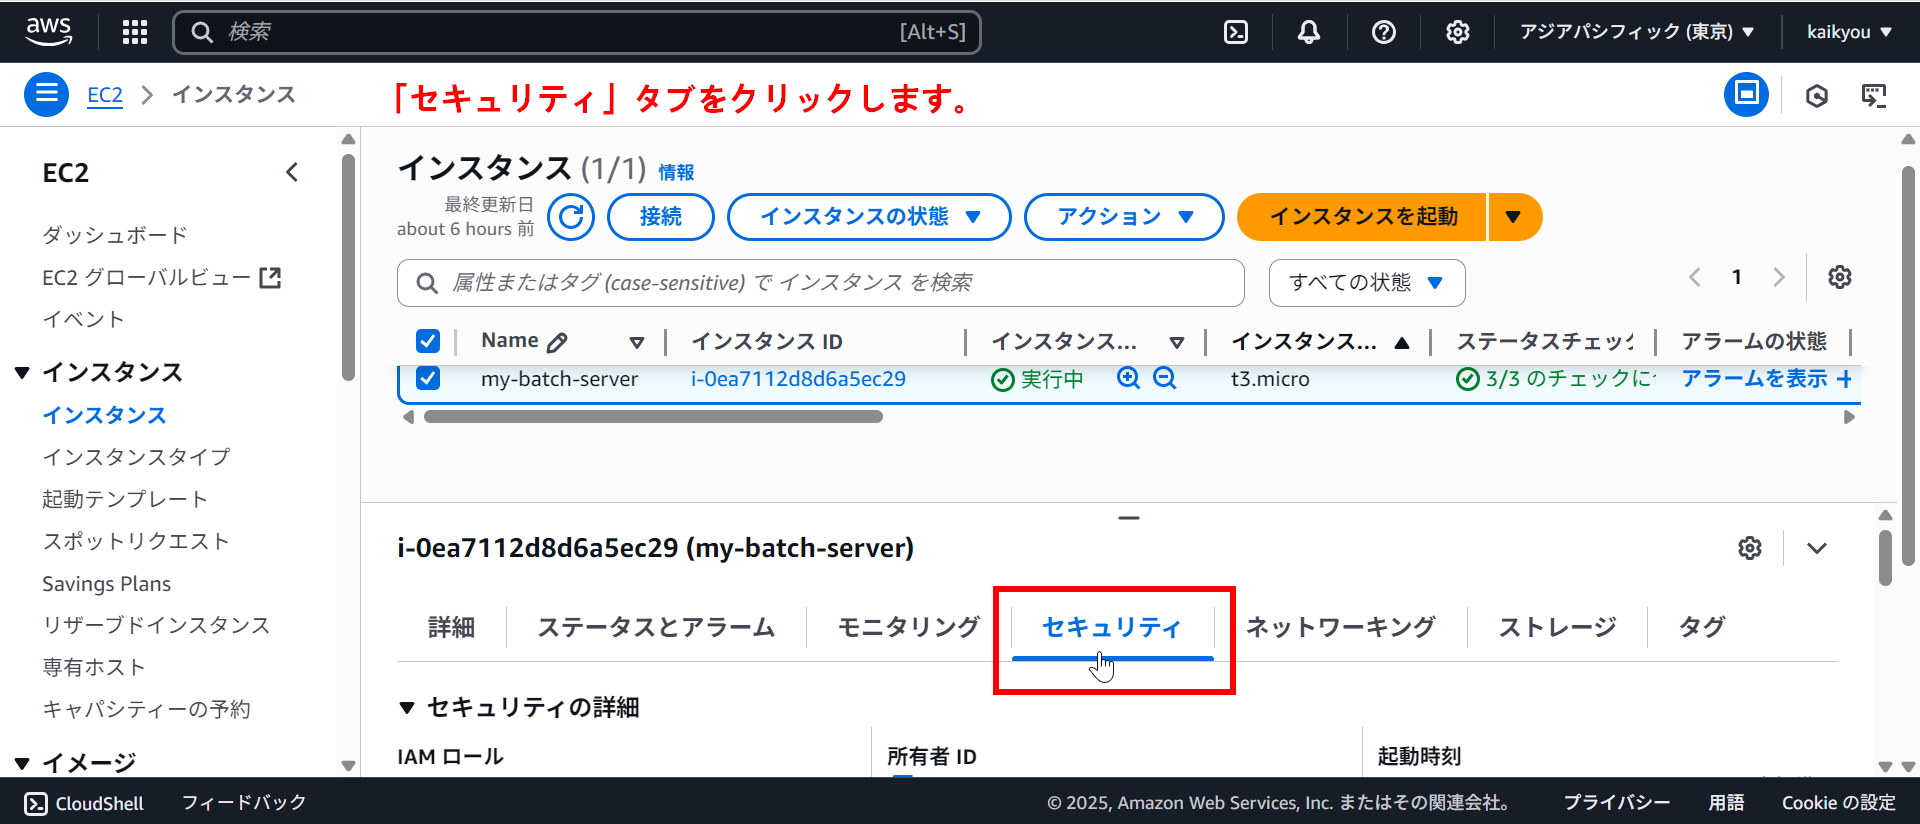 aws
検索
[Alt+S]
アジアパシフィック (東京) ▼
kaikyou ▼
EC2 > インスタンス
「セキュリティ」タブをクリックします。
EC2
ダッシュボード
EC2 グローバルビュー
イベント
▼ インスタンス
インスタンス
インスタンスタイプ
起動テンプレート
スポットリクエスト
Savings Plans
リザーブドインスタンス
専有ホスト
キャパシティーの予約
▼ イメージ
インスタンス (1/1) 情報
最終更新日
about 6 hours 前
接続
インスタンスの状態 ▼
アクション ▼
インスタンスを起動
属性またはタグ (case-sensitive) で インスタンス を検索
すべての状態 ▼
1
Name
インスタンス ID
インスタンス...
インスタンス... ▲
ステータスチェック
アラームの状態
my-batch-server
i-0ea7112d8d6a5ec29
実行中
t3.micro
3/3 のチェックに
アラームを表示 +
i-0ea7112d8d6a5ec29 (my-batch-server)
詳細
ステータスとアラーム
モニタリング
セキュリティ
ネットワーキング
ストレージ
タグ
▼ セキュリティの詳細
IAM ロール
所有者 ID
起動時刻
CloudShell
フィードバック
© 2025, Amazon Web Services, Inc. またはその関連会社。
プライバシー
用語
Cookie の設定